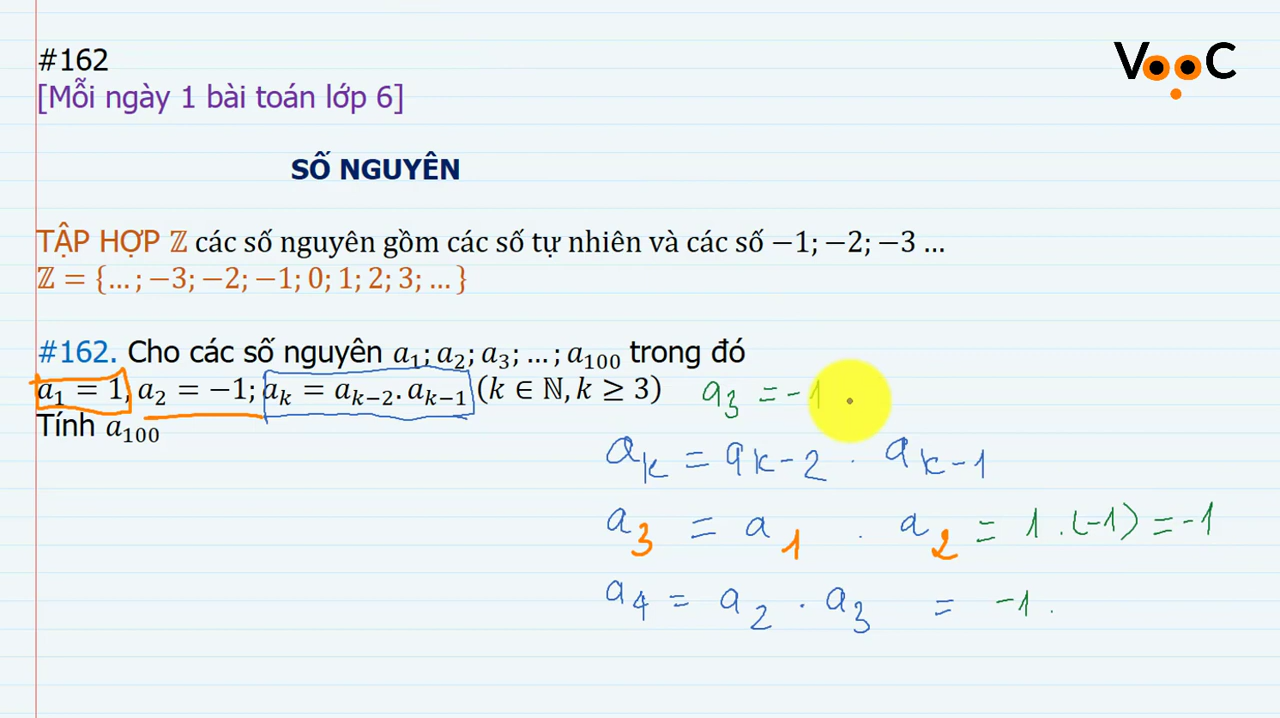 VooC
#162
[Mỗi ngày 1 bài toán lớp 6]
SỐ NGUYÊN
TẬP HỢP ℤ các số nguyên gồm các số tự nhiên và các số −1; −2; −3 …
ℤ = {… ; −3; −2; −1; 0; 1; 2; 3; … }
#162. Cho các số nguyên a₁; a₂; a₃; … ; a₁₀₀ trong đó
a₁ = 1, a₂ = −1; aₖ = aₖ₋₂. aₖ₋₁ (k ∈ ℕ, k ≥ 3) a₃ = -1
Tính a₁₀₀
aₖ = aₖ₋₂ . aₖ₋₁
a₃ = a₁ . a₂ = 1 . (-1) = -1
a₄ = a₂ . a₃ = -1 .